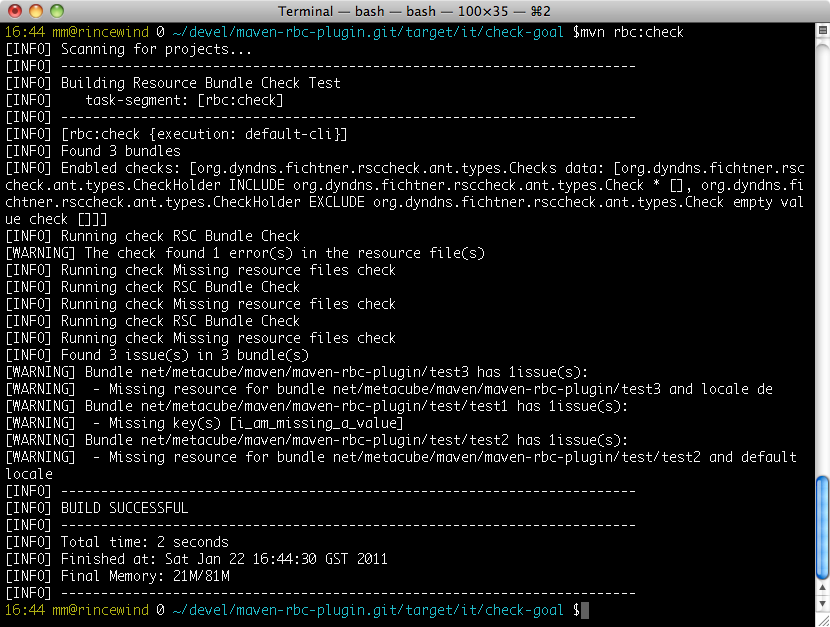 Terminal — bash — bash — 100×35 — ⌘2
16:44 mm@rincewind 0 ~/devel/maven-rbc-plugin.git/target/it/check-goal $mvn rbc:check
[INFO] Scanning for projects...
[INFO] ------------------------------------------------------------------------
[INFO] Building Resource Bundle Check Test
[INFO]    task-segment: [rbc:check]
[INFO] ------------------------------------------------------------------------
[INFO] [rbc:check {execution: default-cli}]
[INFO] Found 3 bundles
[INFO] Enabled checks: [org.dyndns.fichtner.rsccheck.ant.types.Checks data: [org.dyndns.fichtner.rsc
ccheck.ant.types.CheckHolder INCLUDE org.dyndns.fichtner.rsccheck.ant.types.Check * [], org.dyndns.fi
chtner.rsccheck.ant.types.CheckHolder EXCLUDE org.dyndns.fichtner.rsccheck.ant.types.Check empty val
ue check []]]
[INFO] Running check RSC Bundle Check
[WARNING] The check found 1 error(s) in the resource file(s)
[INFO] Running check Missing resource files check
[INFO] Running check RSC Bundle Check
[INFO] Running check Missing resource files check
[INFO] Running check RSC Bundle Check
[INFO] Running check Missing resource files check
[INFO] Found 3 issue(s) in 3 bundle(s)
[WARNING] Bundle net/metacube/maven/maven-rbc-plugin/test3 has 1issue(s):
[WARNING]  - Missing resource for bundle net/metacube/maven/maven-rbc-plugin/test3 and locale de
[WARNING] Bundle net/metacube/maven/maven-rbc-plugin/test/test1 has 1issue(s):
[WARNING]  - Missing key(s) [i_am_missing_a_value]
[WARNING] Bundle net/metacube/maven/maven-rbc-plugin/test/test2 has 1issue(s):
[WARNING]  - Missing resource for bundle net/metacube/maven/maven-rbc-plugin/test/test2 and default
locale
[INFO] ------------------------------------------------------------------------
[INFO] BUILD SUCCESSFUL
[INFO] ------------------------------------------------------------------------
[INFO] Total time: 2 seconds
[INFO] Finished at: Sat Jan 22 16:44:30 GST 2011
[INFO] Final Memory: 21M/81M
[INFO] ------------------------------------------------------------------------
16:44 mm@rincewind 0 ~/devel/maven-rbc-plugin.git/target/it/check-goal $